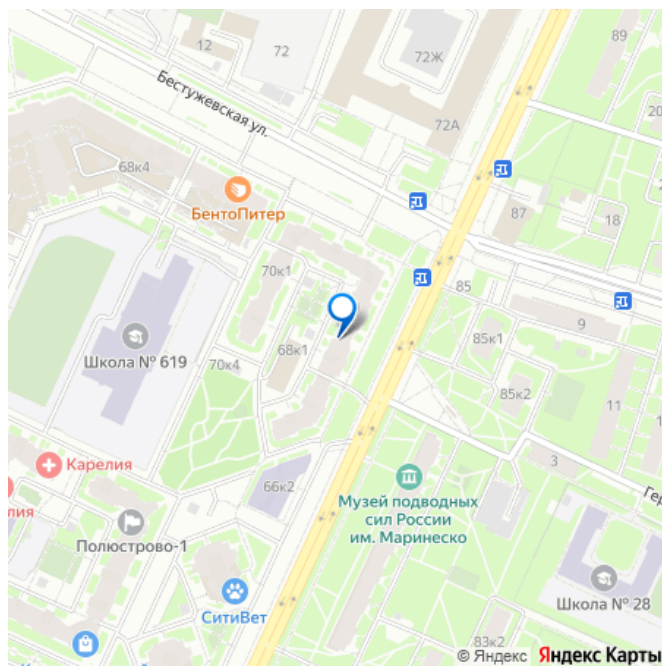 89
12
72
72Ж
20
Бестужевская ул.
72А
68к4
БентоПитер
87
18
70к1
85
9
Школа № 619
70к4
68к1
85к1
85к2
11
Карелия
3
66к2
Музей подводных
сил России
им. Маринеско
Гер
лия
Полюстрово-1
СитиВет
Школа № 28
83к2
© Яндекс Яндекс Карты